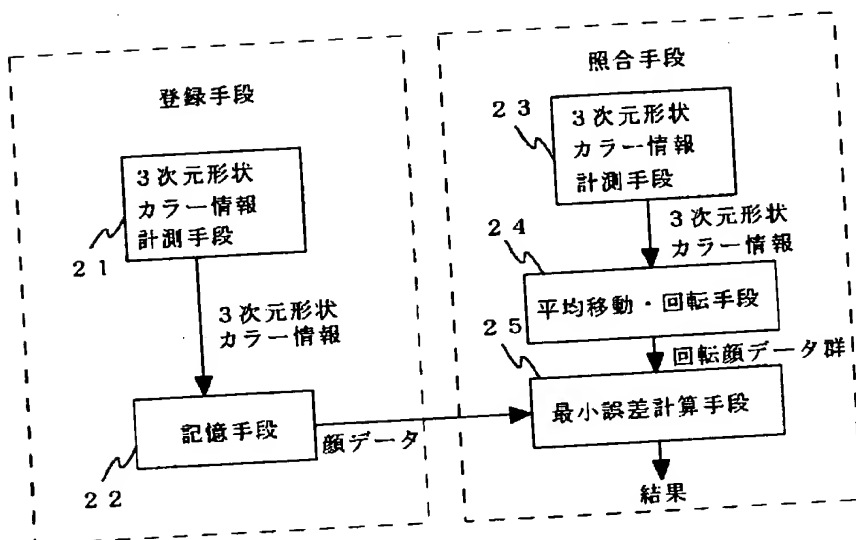 登録手段
3次元形状
カラー情報
計測手段
21
3次元形状
カラー情報
記憶手段
22
顔データ
照合手段
23
3次元形状
カラー情報
計測手段
3次元形状
カラー情報
24
平均移動・回転手段
25
回転顔データ群
最小誤差計算手段
結果